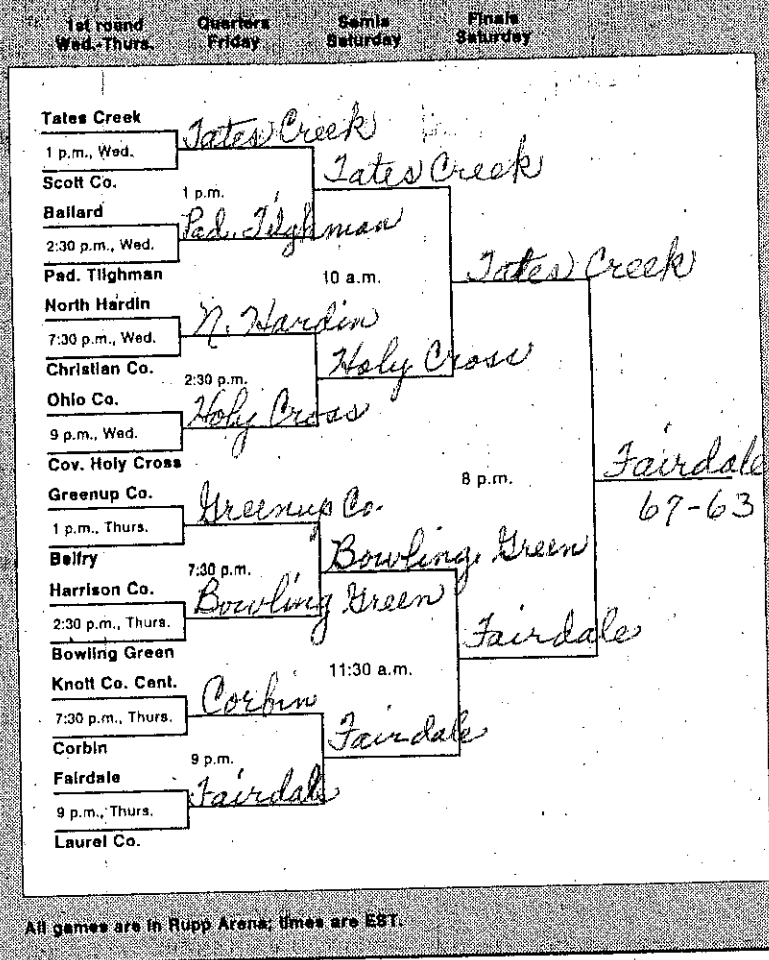 1st round Wed.-Thurs.
Quarters Friday
Semis Saturday
Finals Saturday
Tates Creek
1 p.m., Wed.
Scott Co.
Ballard
2:30 p.m., Wed.
Pad. Tilghman
North Hardin
7:30 p.m., Wed.
Christian Co.
Ohio Co.
9 p.m., Wed.
Cov. Holy Cross
Greenup Co.
1 p.m., Thurs.
Belfry
Harrison Co.
2:30 p.m., Thurs.
Bowling Green
Knott Co. Cent.
7:30 p.m., Thurs.
Corbin
Fairdale
9 p.m., Thurs.
Laurel Co.
Tates Creek
1 p.m.
Pad. Tilghman
N. Hardin
2:30 p.m.
Holy Cross
Greenup Co.
7:30 p.m.
Bowling Green
Corbin
9 p.m.
Fairdale
Tates Creek
10 a.m.
Holy Cross
Bowling Green
11:30 a.m.
Fairdale
Tates Creek
8 p.m.
Fairdale
Fairdale
67-63
All games are in Rupp Arena; times are EST.